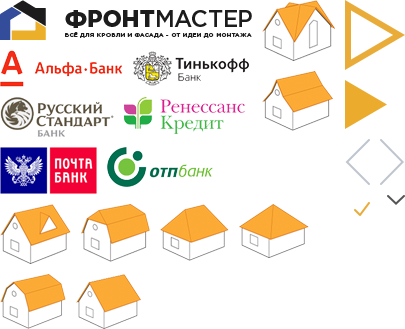 ФРОНТМАСТЕР
ВСЁ ДЛЯ КРОВЛИ И ФАСАДА - ОТ ИДЕИ ДО МОНТАЖА
А Альфа·Банк
Тинькофф
Банк
РУССКИЙ
СТАНДАРТ
БАНК
Ренессанс
Кредит
ПОЧТА
БАНК
отпбанк